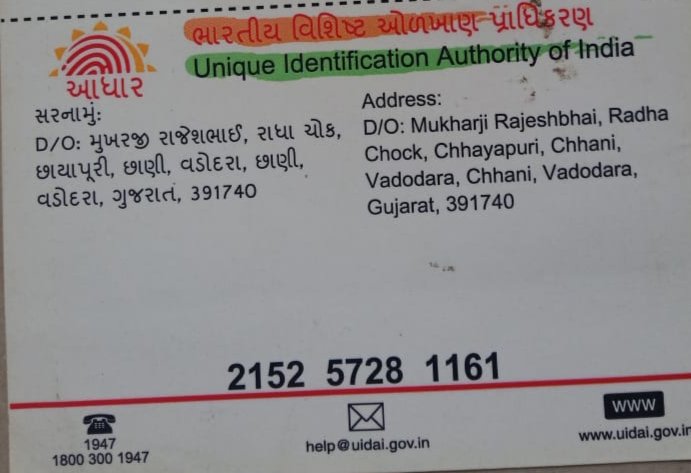 ભારતીય વિશિષ્ટ ઓળખાણ પ્રાધિકરણ
Unique Identification Authority of India
આધાર
સરનામું:
D/O: મુખરજી રાજેશભાઈ, રાધા ચોક,
છાયાપૂરી, છાણી, વડોદરા, છાણી,
વડોદરા, ગુજરાત, 391740
Address:
D/O: Mukharji Rajeshbhai, Radha
Chock, Chhayapuri, Chhani,
Vadodara, Chhani, Vadodara,
Gujarat, 391740
2152 5728 1161
1947
1800 300 1947
help@uidai.gov.in
WWW
www.uidai.gov.in